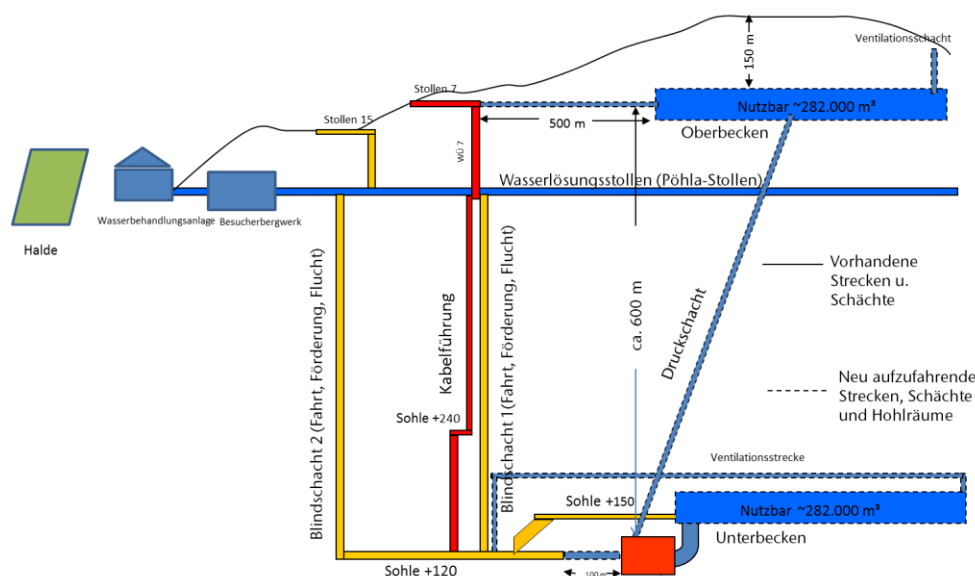 Ventilationsschacht
150 m
Stollen 7
Nutzbar ~282.000 m³
500 m
Oberbecken
Stollen 15
WÜ 7
Wasserlösungsstollen (Pöhla-Stollen)
Wasserbehandlungsanlage
Besucherbergwerk
Halde
Vorhandene
Strecken u.
Schächte
Blindschacht 2 (Fahrt, Förderung, Flucht)
Kabelführung
Blindschacht 1 (Fahrt, Förderung, Flucht)
ca. 600 m
Druckschacht
Neu aufzufahrende
Strecken, Schächte
und Hohlräume
Sohle +240
Ventilationsstrecke
Sohle +150
Nutzbar ~282.000 m³
Unterbecken
Sohle +120
100 m